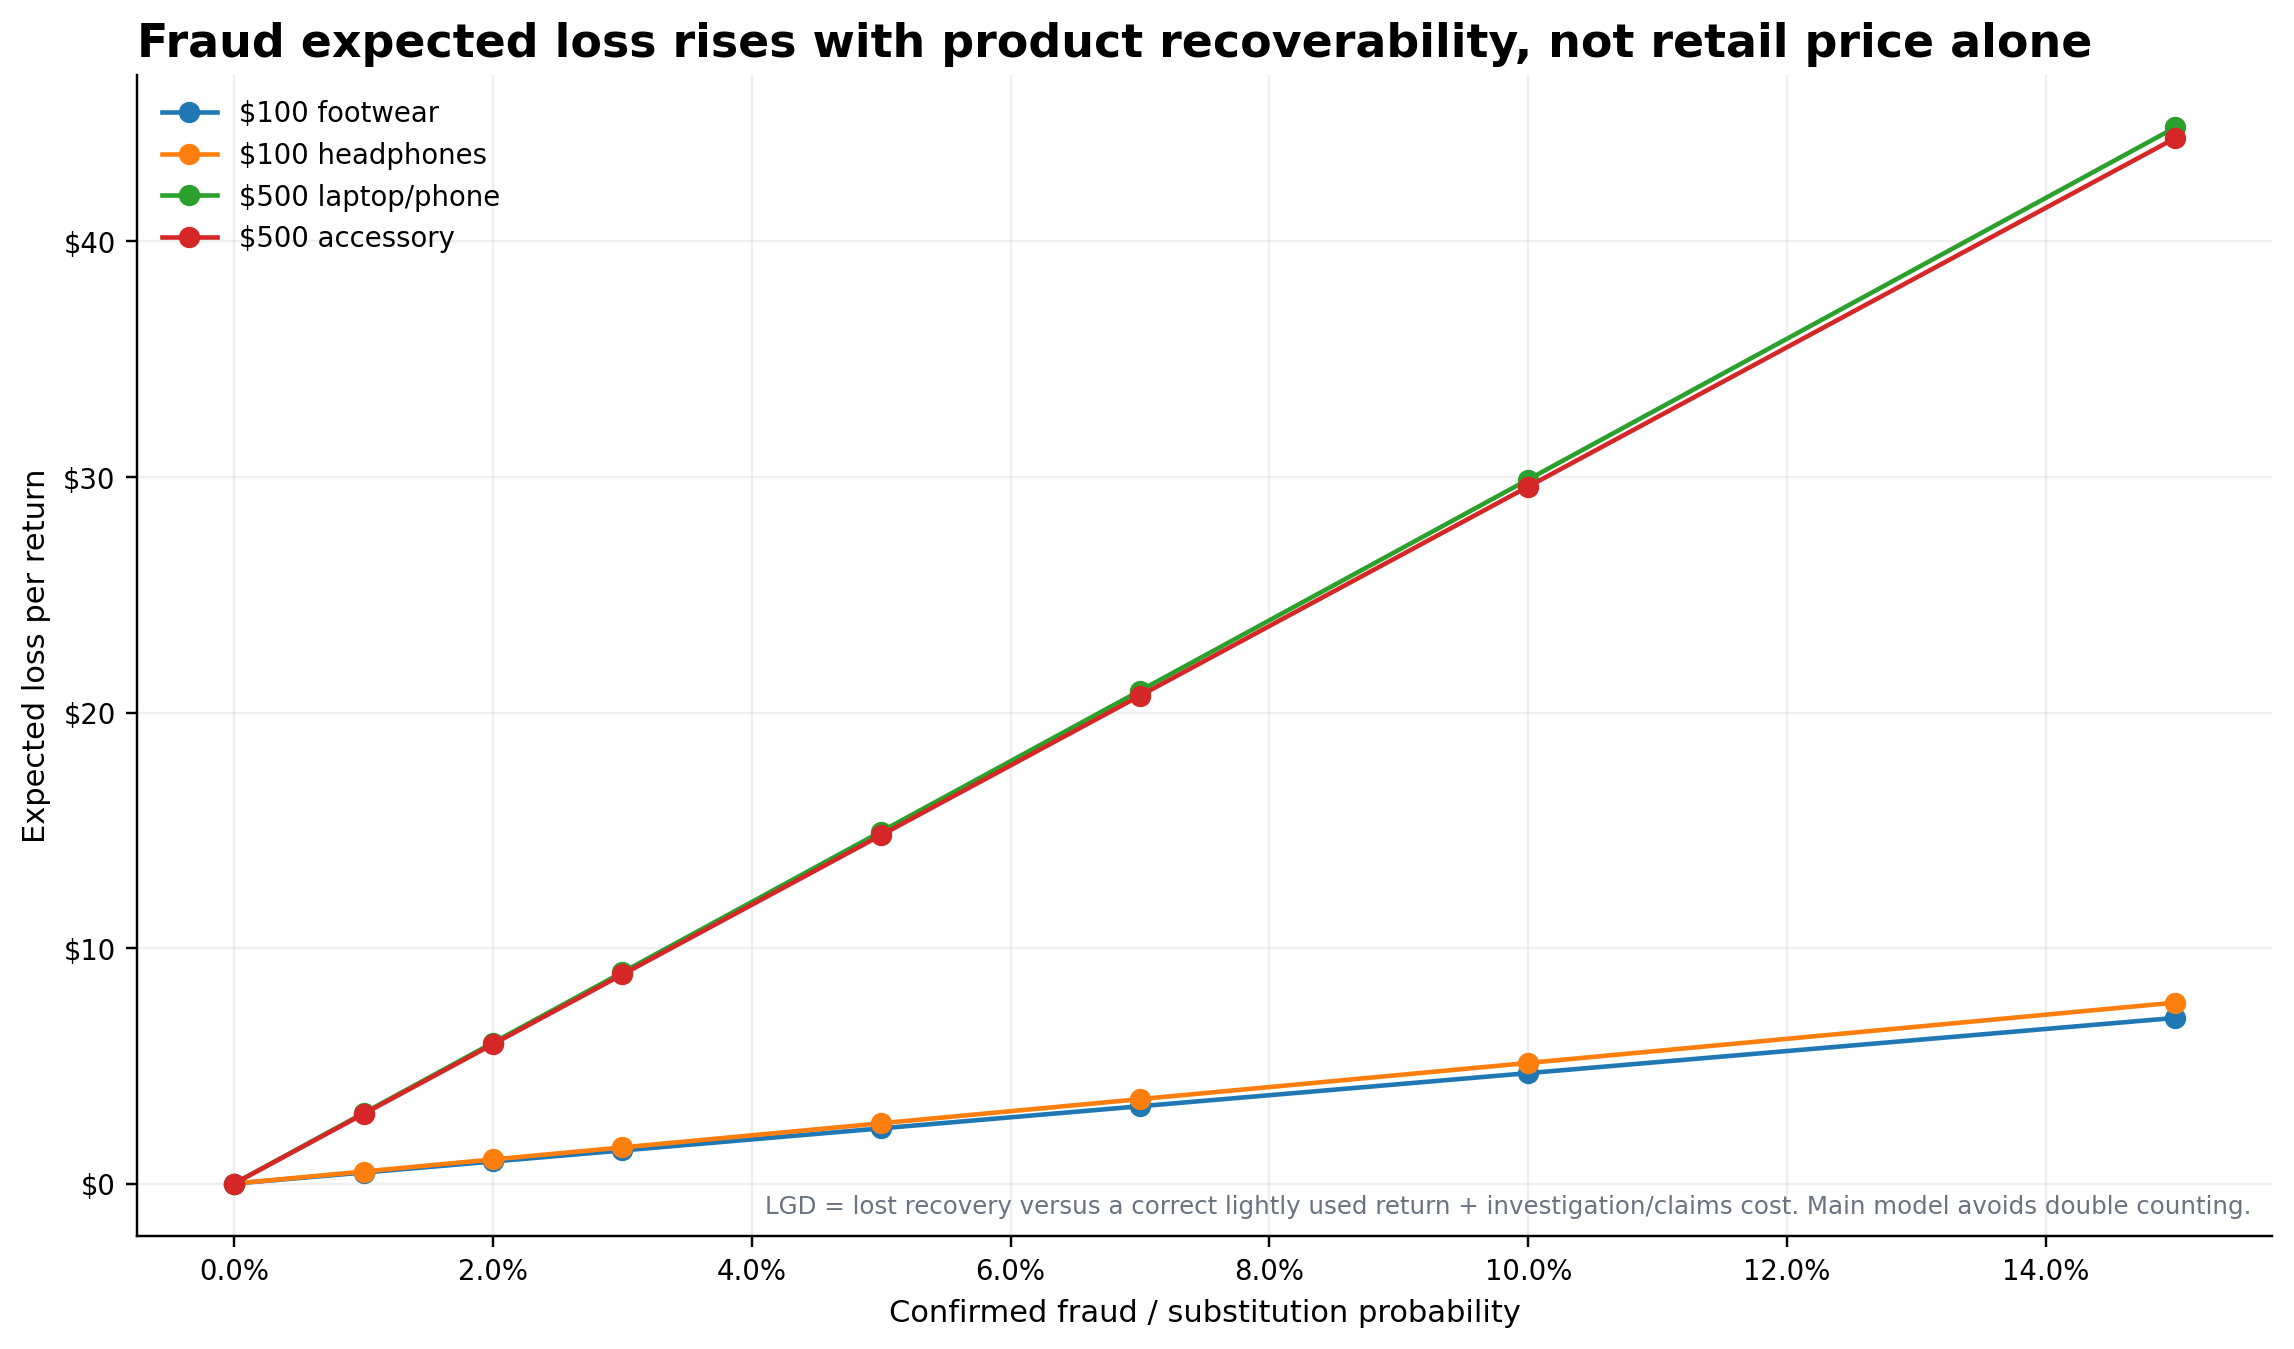 Fraud expected loss rises with product recoverability, not retail price alone
$100 footwear
$100 headphones
$500 laptop/phone
$500 accessory
$40
$30
$20
$10
$0
Expected loss per return
LGD = lost recovery versus a correct lightly used return + investigation/claims cost. Main model avoids double counting.
0.0% 2.0% 4.0% 6.0% 8.0% 10.0% 12.0% 14.0%
Confirmed fraud / substitution probability